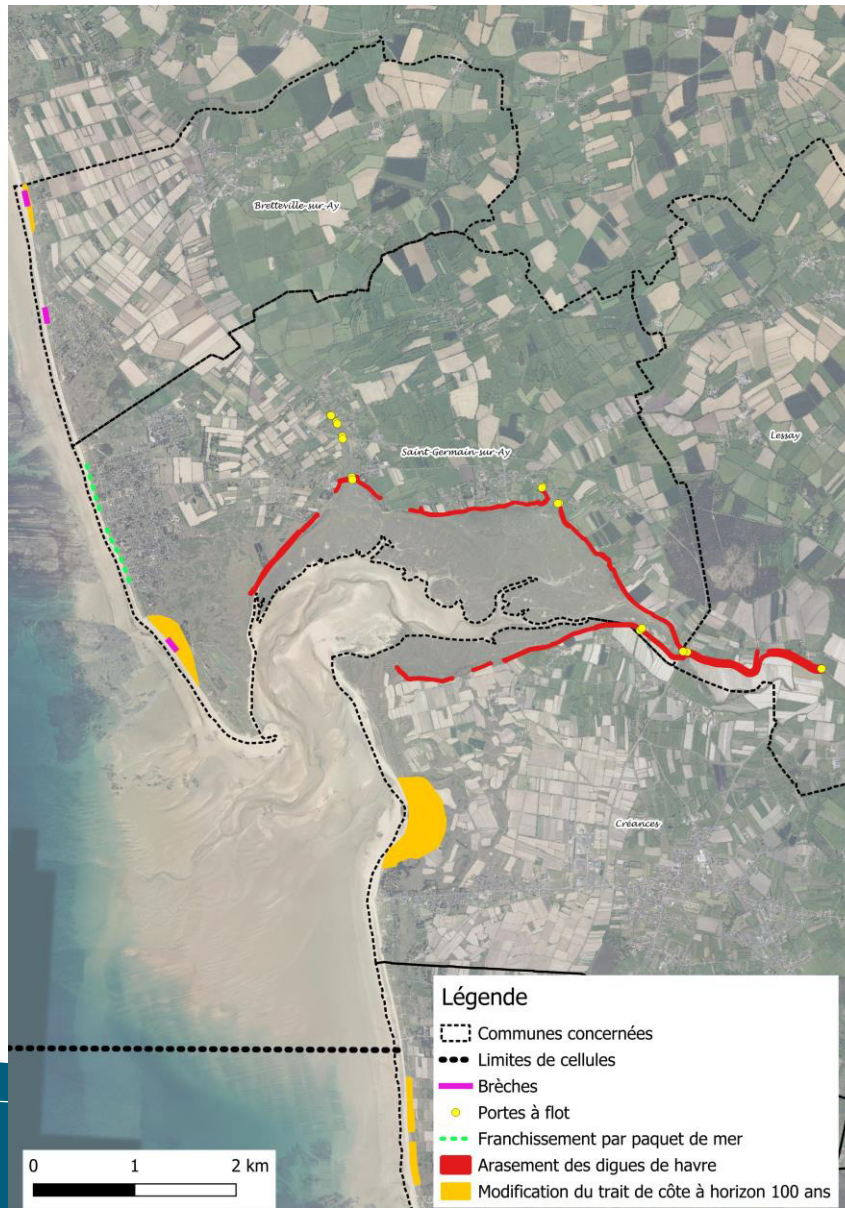 Bretteville-sur-Ay
Saint-Germain-sur-Ay
Lessay
Créances
Légende
Communes concernées
Limites de cellules
Brèches
Portes à flot
Franchissement par paquet de mer
Arasement des digues de havre
Modification du trait de côte à horizon 100 ans
0 1 2 km